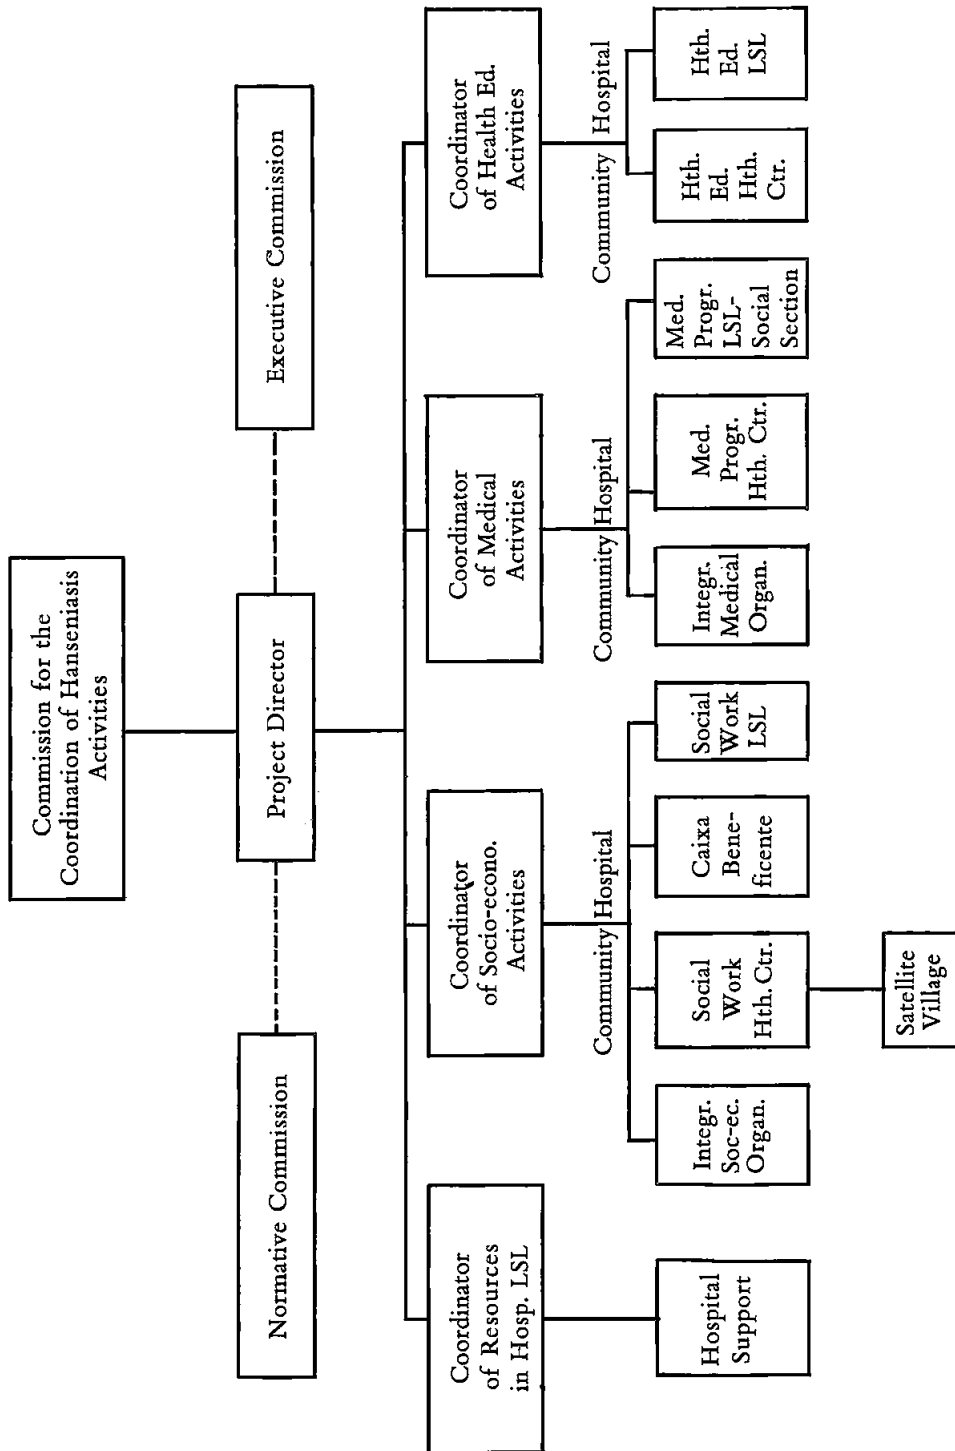 Commission for the
Coordination of Hanseniasis
Activities
Normative Commission
Project Director
Executive Commission
Coordinator
of Resources
in Hosp. LSL
Coordinator
of Socio-econo.
Activities
Coordinator
of Medical
Activities
Coordinator
of Health Ed.
Activities
Community Hospital
Community Hospital
Community Hospital
Hospital
Support
Integr.
Soc-ec.
Organ.
Social
Work
Hth. Ctr.
Caixa
Bene-
ficente
Social
Work
LSL
Integr.
Medical
Organ.
Med.
Progr.
Hth. Ctr.
Med.
Progr.
LSL-
Social
Section
Hth.
Ed.
Hth.
Ctr.
Hth.
Ed.
LSL
Satellite
Village